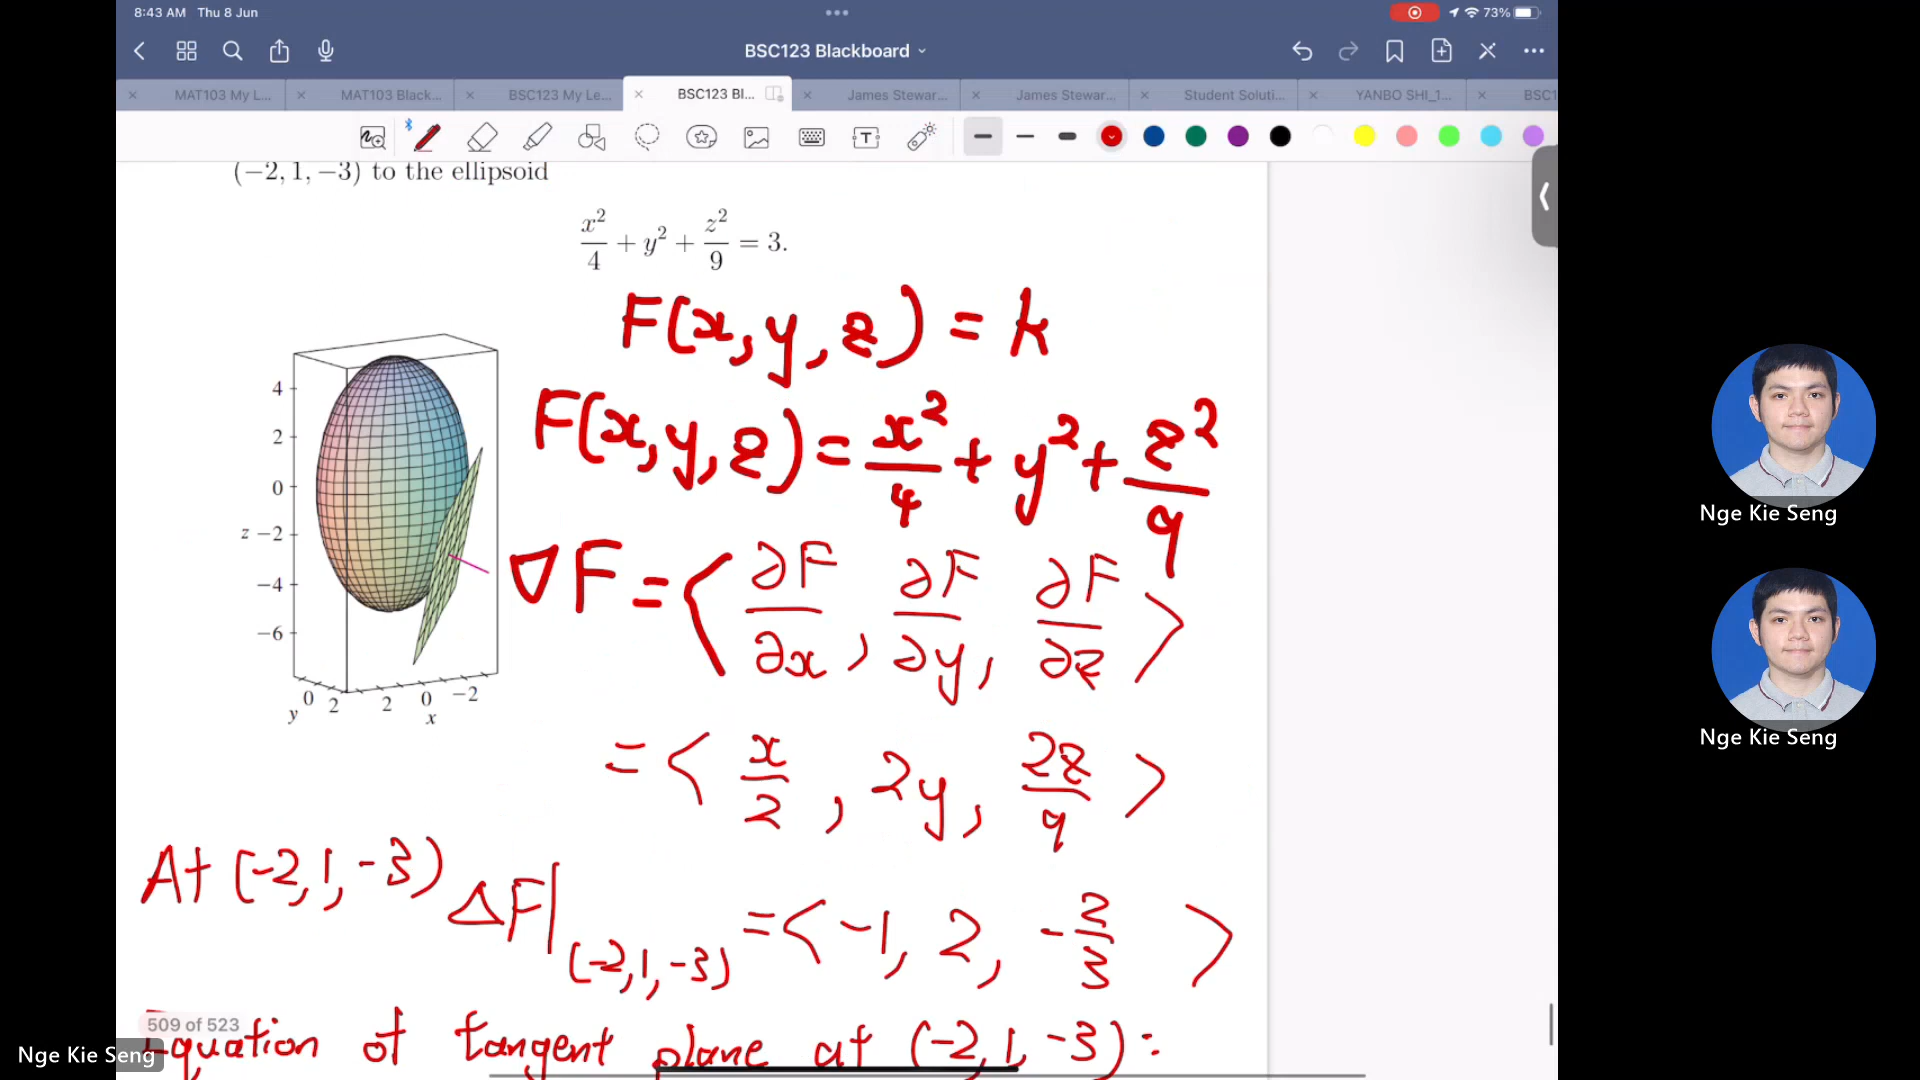 8:43 AM Thu 8 Jun
73%
BSC123 Blackboard
MAT103 My L...
MAT103 Black...
BSC123 My Le...
BSC123 Bl...
James Stewar...
James Stewar...
Student Soluti...
YANBO SHI_1...
BSC1
(−2, 1, −3) to the ellipsoid
x²/4 + y² + z²/9 = 3.
F(x, y, z) = k
F(x, y, z) = x²/4 + y² + z²/9
∇F = < ∂F/∂x, ∂F/∂y, ∂F/∂z >
= < x/2, 2y, 2z/9 >
At (-2, 1, -3) ΔF|(-2, 1, -3) = < -1, 2, -2/3 >
Equation of tangent plane at (-2, 1, -3) :
4
2
0
z −2
−4
−6
y 0 2
2 0 −2
x
509 of 523
Nge Kie Seng
Nge Kie Seng
Nge Kie Seng